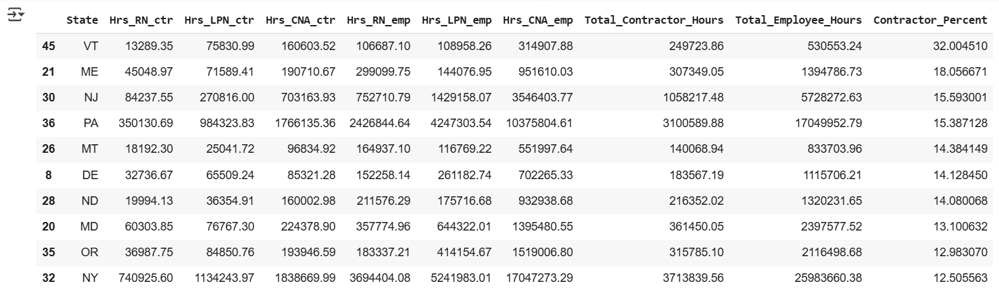 State Hrs_RN_ctr Hrs_LPN_ctr Hrs_CNA_ctr Hrs_RN_emp Hrs_LPN_emp Hrs_CNA_emp Total_Contractor_Hours Total_Employee_Hours Contractor_Percent
45 VT 13289.35 75830.99 160603.52 106687.10 108958.26 314907.88 249723.86 530553.24 32.004510
21 ME 45048.97 71589.41 190710.67 299099.75 144076.95 951610.03 307349.05 1394786.73 18.056671
30 NJ 84237.55 270816.00 703163.93 752710.79 1429158.07 3546403.77 1058217.48 5728272.63 15.593001
36 PA 350130.69 984323.83 1766135.36 2426844.64 4247303.54 10375804.61 3100589.88 17049952.79 15.387128
26 MT 18192.30 25041.72 96834.92 164937.10 116769.22 551997.64 140068.94 833703.96 14.384149
8 DE 32736.67 65509.24 85321.28 152258.14 261182.74 702265.33 183567.19 1115706.21 14.128450
28 ND 19994.13 36354.91 160002.98 211576.29 175716.68 932938.68 216352.02 1320231.65 14.080068
20 MD 60303.85 76767.30 224378.90 357774.96 644322.01 1395480.55 361450.05 2397577.52 13.100632
35 OR 36987.75 84850.76 193946.59 183337.21 414154.67 1519006.80 315785.10 2116498.68 12.983070
32 NY 740925.60 1134243.97 1838669.99 3694404.08 5241983.01 17047273.29 3713839.56 25983660.38 12.505563